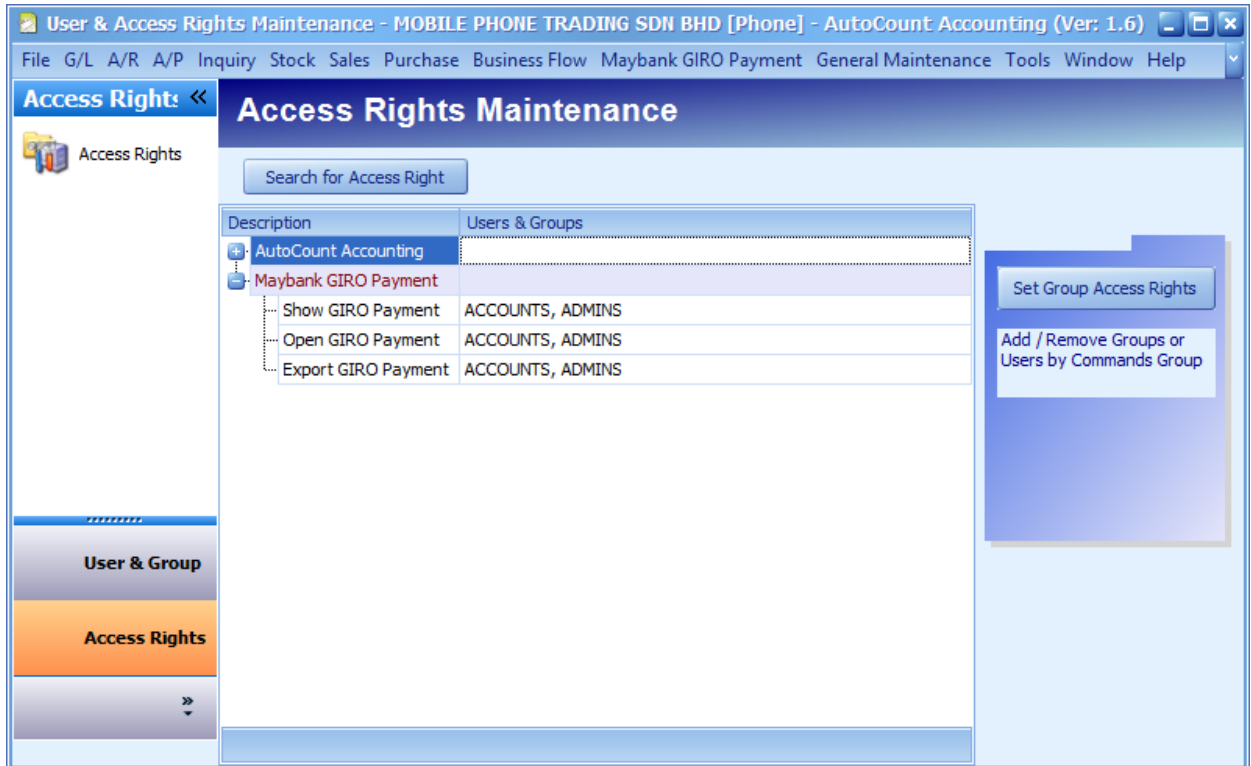 User & Access Rights Maintenance - MOBILE PHONE TRADING SDN BHD [Phone] - AutoCount Accounting (Ver: 1.6)
File G/L A/R A/P Inquiry Stock Sales Purchase Business Flow Maybank GIRO Payment General Maintenance Tools Window Help
Access Rights
Access Rights Maintenance
Access Rights
Search for Access Right
Description Users & Groups
AutoCount Accounting
Maybank GIRO Payment
Show GIRO Payment ACCOUNTS, ADMINS
Open GIRO Payment ACCOUNTS, ADMINS
Export GIRO Payment ACCOUNTS, ADMINS
Set Group Access Rights
Add / Remove Groups or
Users by Commands Group
User & Group
Access Rights